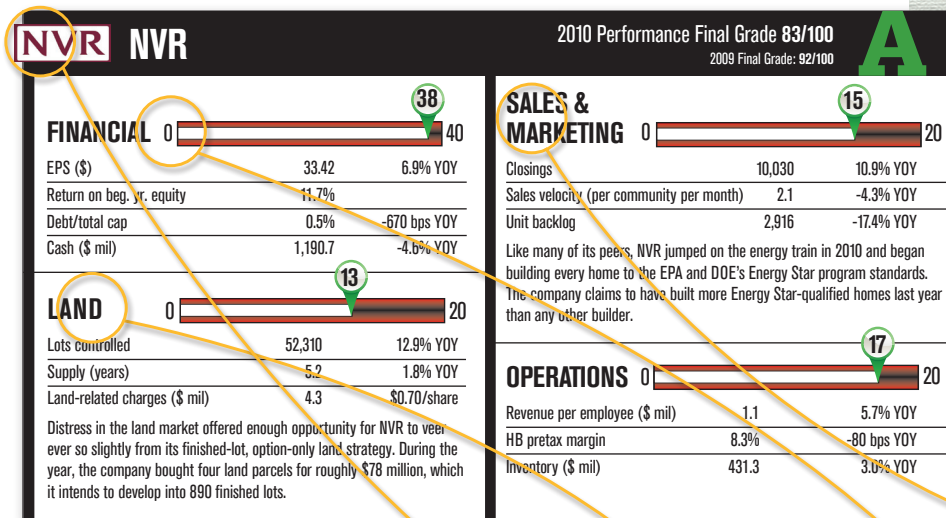 NVR NVR
2010 Performance Final Grade 83/100
2009 Final Grade: 92/100
A
FINANCIAL 0 38 40
EPS ($) 33.42 6.9% YOY
Return on beg. yr. equity 11.7%
Debt/total cap 0.5% -670 bps YOY
Cash ($ mil) 1,190.7 -4.6% YOY
LAND 0 13 20
Lots controlled 52,310 12.9% YOY
Supply (years) 5.2 1.8% YOY
Land-related charges ($ mil) 4.3 $0.70/share
Distress in the land market offered enough opportunity for NVR to veer
ever so slightly from its finished-lot, option-only land strategy. During the
year, the company bought four land parcels for roughly $78 million, which
it intends to develop into 890 finished lots.
SALES &
MARKETING 0 15 20
Closings 10,030 10.9% YOY
Sales velocity (per community per month) 2.1 -4.3% YOY
Unit backlog 2,916 -17.4% YOY
Like many of its peers, NVR jumped on the energy train in 2010 and began
building every home to the EPA and DOE's Energy Star program standards.
The company claims to have built more Energy Star-qualified homes last year
than any other builder.
OPERATIONS 0 17 20
Revenue per employee ($ mil) 1.1 5.7% YOY
HB pretax margin 8.3% -80 bps YOY
Inventory ($ mil) 431.3 3.0% YOY